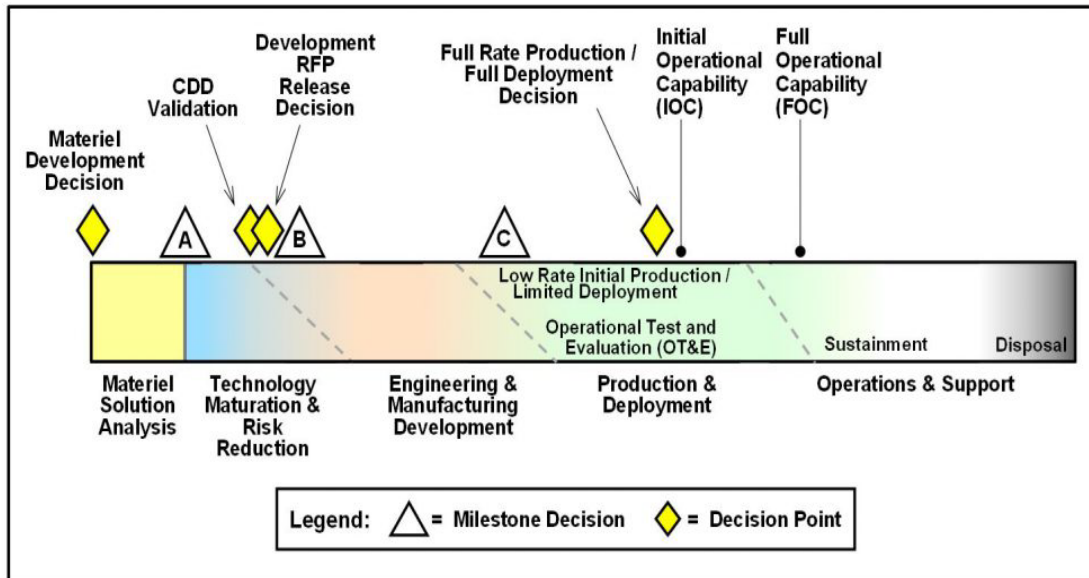 Materiel
Development
Decision
CDD
Validation
Development
RFP
Release
Decision
Full Rate Production /
Full Deployment
Decision
Initial
Operational
Capability
(IOC)
Full
Operational
Capability
(FOC)
A
B
C
Low Rate Initial Production /
Limited Deployment
Operational Test and
Evaluation (OT&E)
Sustainment
Disposal
Materiel
Solution
Analysis
Technology
Maturation &
Risk
Reduction
Engineering &
Manufacturing
Development
Production &
Deployment
Operations & Support
Legend: = Milestone Decision = Decision Point